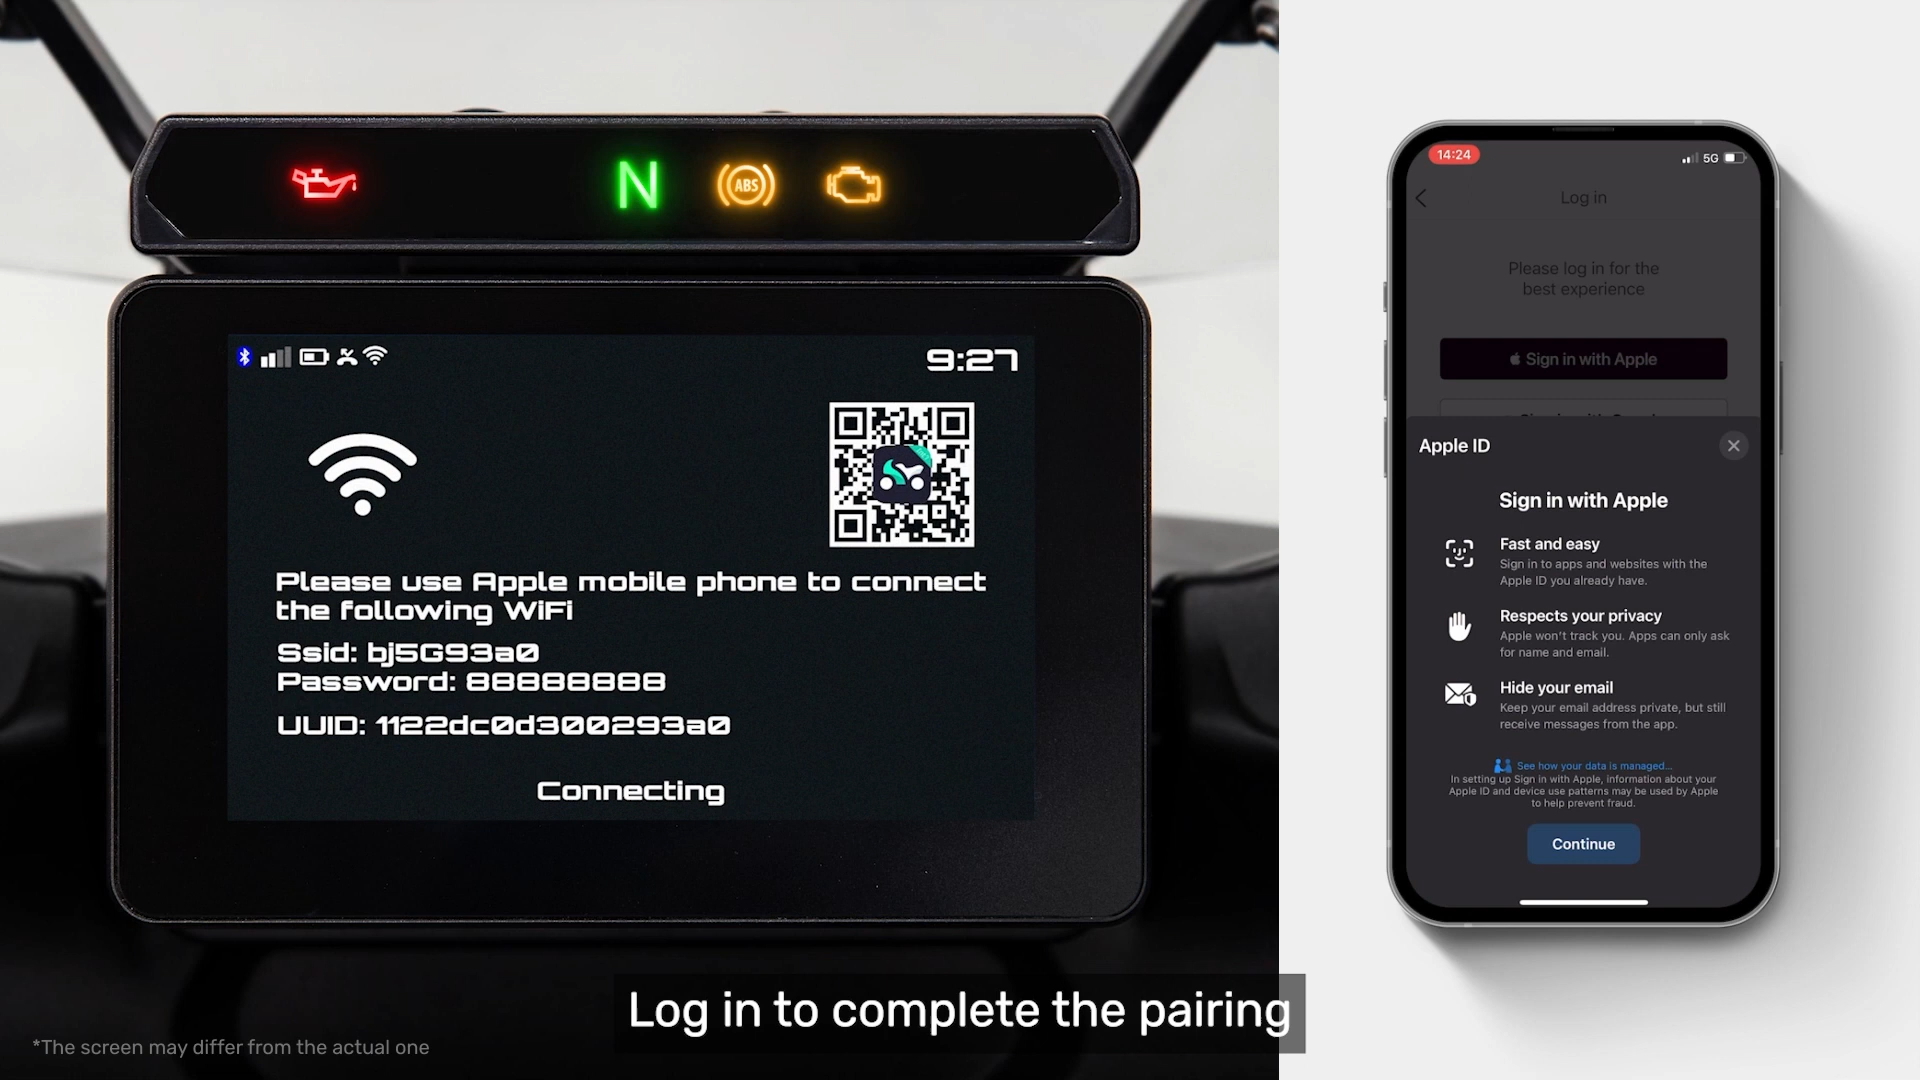 N
ABS
9:27
Please use Apple mobile phone to connect
the following WiFi
Ssid: bj5G93a0
Password: 88888888
UUID: 1122dc0d300293a0
Connecting
14:24
5G
Log in
Please log in for the
best experience
Sign in with Apple
Apple ID
Sign in with Apple
Fast and easy
Sign in to apps and websites with the
Apple ID you already have.
Respects your privacy
Apple won't track you. Apps can only ask
for name and email.
Hide your email
Keep your email address private, but still
receive messages from the app.
See how your data is managed...
In setting up Sign in with Apple, information about your
Apple ID and device use patterns may be used by Apple
to help prevent fraud.
Continue
Log in to complete the pairing
*The screen may differ from the actual one